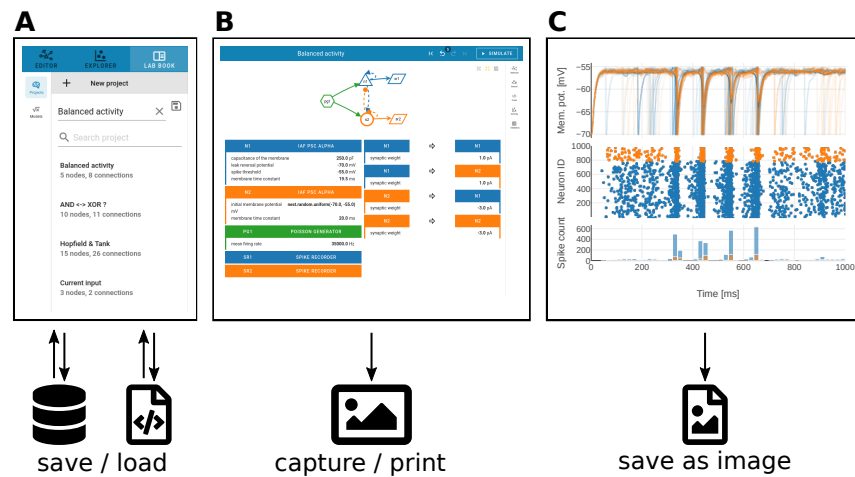 A
B
C
EDITOR
EXPLORER
LAB BOOK
Projects
Models
+ New project
Balanced activity
Search project
Balanced activity
5 nodes, 8 connections
AND <-> XOR ?
10 nodes, 11 connections
Hopfield & Tank
15 nodes, 26 connections
Current input
3 nodes, 2 connections
Balanced activity
SIMULATE
n1
sr1
pg1
n2
sr2
N1 IAF PSC ALPHA
capacitance of the membrane 250.0 pF
leak reversal potential -70.0 mV
spike threshold -55.0 mV
membrane time constant 19.5 ms
N2 IAF PSC ALPHA
initial membrane potential nest.random.uniform(-70.0, -55.0)
mV
membrane time constant 20.0 ms
PG1 POISSON GENERATOR
mean firing rate 35000.0 Hz
SR1 SPIKE RECORDER
SR2 SPIKE RECORDER
N1 ⇨ N1
synaptic weight 1.0 pA
N1 ⇨ N2
synaptic weight 1.0 pA
N2 ⇨ N1
synaptic weight -3.0 pA
N2 ⇨ N2
synaptic weight -3.0 pA
Mem. pot. [mV]
−55
−60
−65
−70
Neuron ID
1000
800
600
400
200
Spike count
600
400
200
0
0
200
400
600
800
1000
Time [ms]
save / load
capture / print
save as image